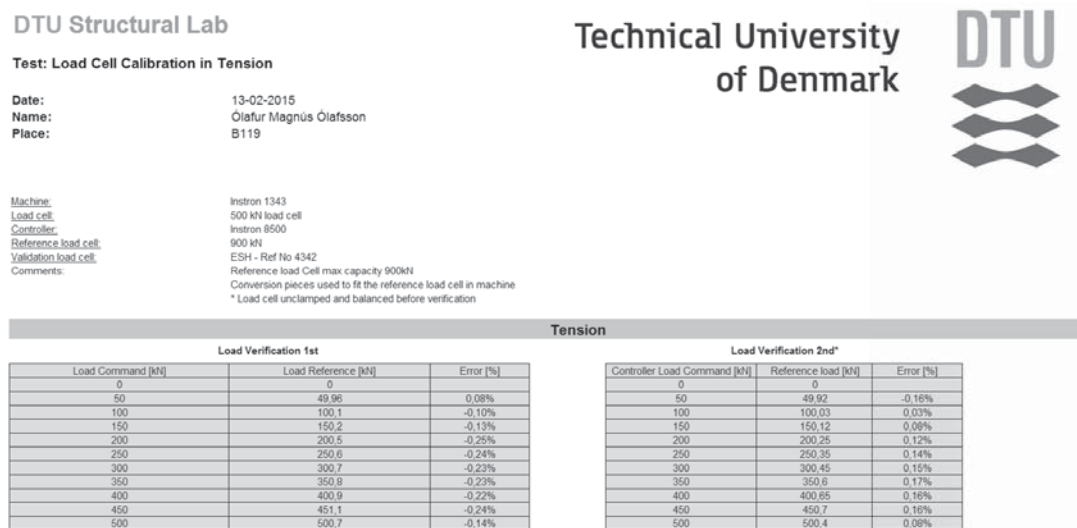 DTU Structural Lab
Technical University
of Denmark
DTU
Test: Load Cell Calibration in Tension
Date: 13-02-2015
Name: Ólafur Magnús Ólafsson
Place: B119
Machine: Instron 1343
Load cell: 500 kN load cell
Controller: Instron 8500
Reference load cell: 900 kN
Validation load cell: ESH - Ref No 4342
Comments: Reference load Cell max capacity 900kN
Conversion pieces used to fit the reference load cell in machine
* Load cell unclamped and balanced before verification
Tension
Load Verification 1st
Load Command [kN] Load Reference [kN] Error [%]
0 0
50 49,96 0,08%
100 100,1 -0,10%
150 150,2 -0,13%
200 200,5 -0,25%
250 250,6 -0,24%
300 300,7 -0,23%
350 350,8 -0,23%
400 400,9 -0,22%
450 451,1 -0,24%
500 500,7 -0,14%
Load Verification 2nd*
Controller Load Command [kN] Reference load [kN] Error [%]
0 0
50 49,92 -0,16%
100 100,03 0,03%
150 150,12 0,08%
200 200,25 0,12%
250 250,35 0,14%
300 300,45 0,15%
350 350,6 0,17%
400 400,65 0,16%
450 450,7 0,16%
500 500,4 0,08%